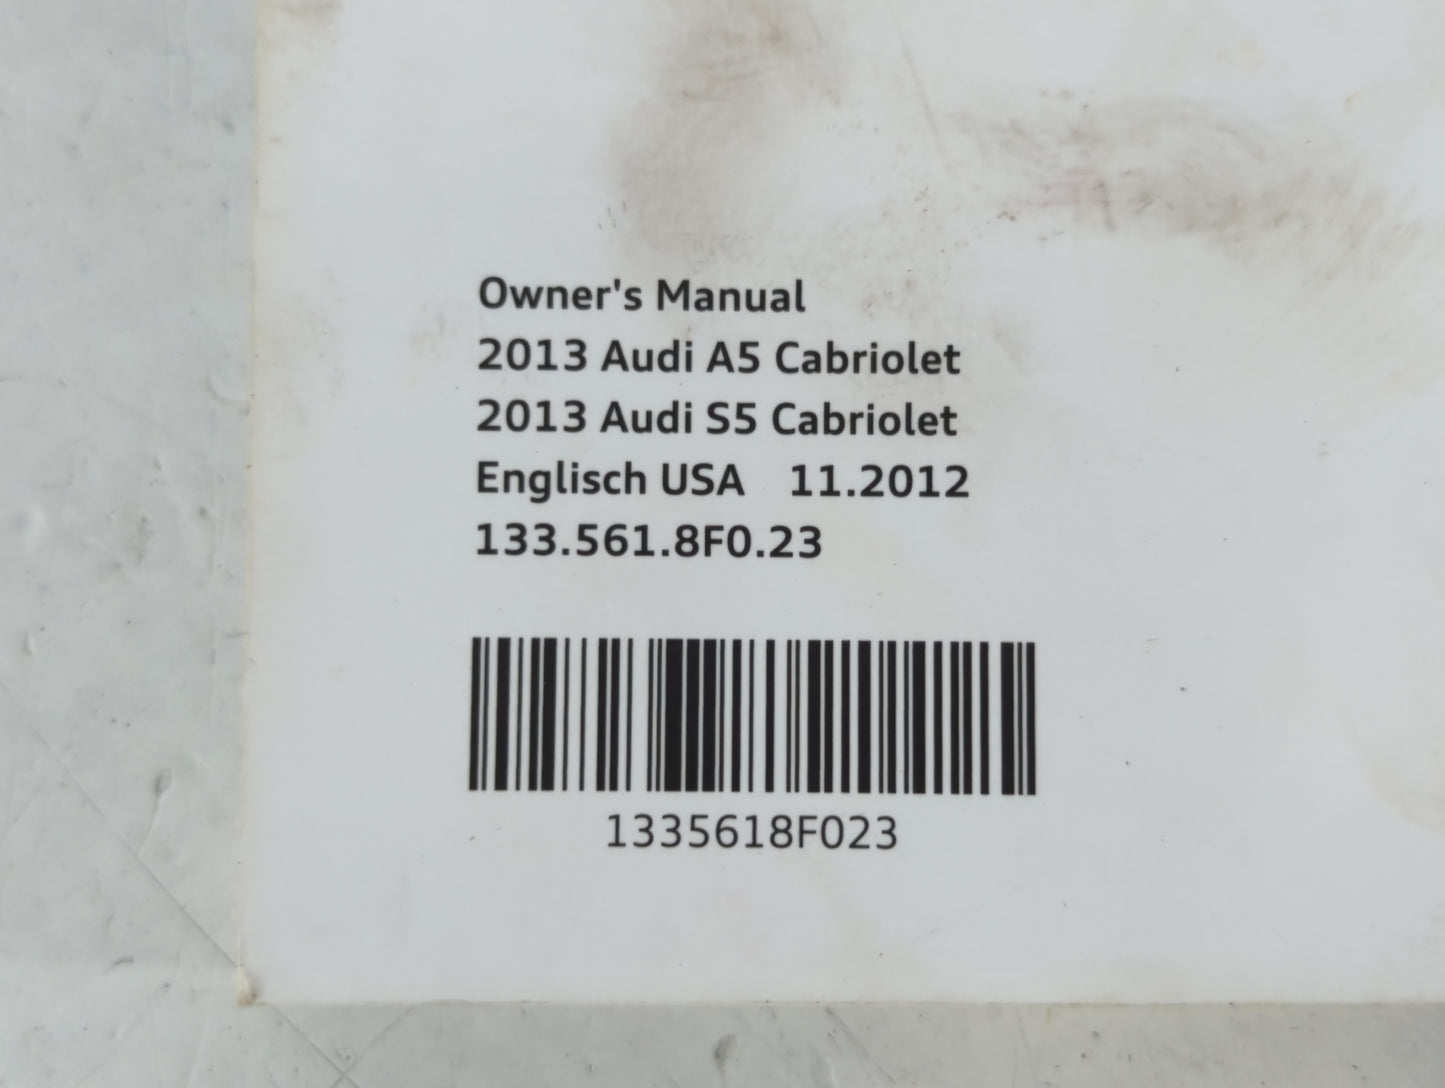 Owner's Manual
2013 Audi A5 Cabriolet
2013 Audi S5 Cabriolet
Englisch USA 11.2012
133.561.8F0.23
1335618F023